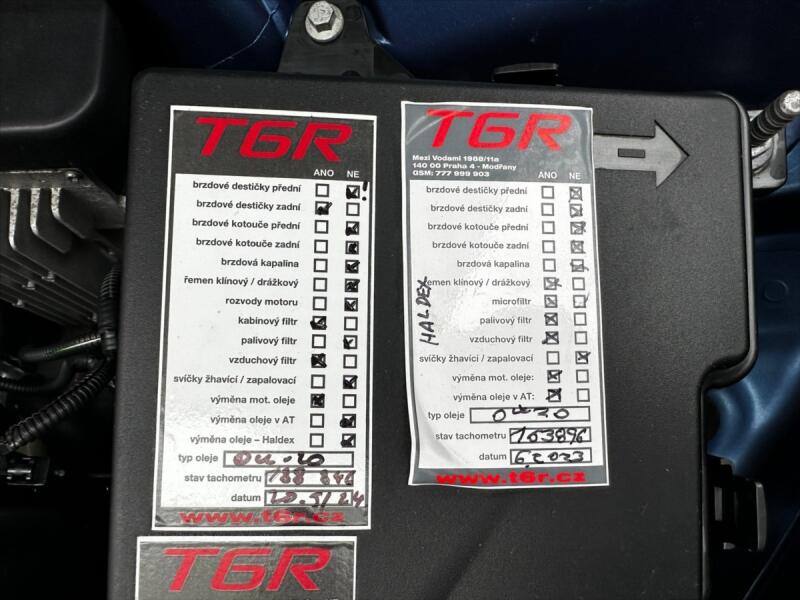 T6R
ANO NE
brzdové destičky přední
brzdové destičky zadní
brzdové kotouče přední
brzdové kotouče zadní
brzdová kapalina
řemen klínový / drážkový
rozvody motoru
kabinový filtr
palivový filtr
vzduchový filtr
svíčky žhavící / zapalovací
výměna mot. oleje
výměna oleje v AT
výměna oleje – Haldex
typ oleje
stav tachometru
datum
www.t6r.cz
T6R
T6R
Mezi Vodami 1988/11a
140 00 Praha 4 - Modřany
GSM: 777 999 903
ANO NE
brzdové destičky přední
brzdové destičky zadní
brzdové kotouče přední
brzdové kotouče zadní
brzdová kapalina
řemen klínový / drážkový
microfiltr
palivový filtr
vzduchový filtr
svíčky žhavící / zapalovací
výměna mot. oleje:
výměna oleje v AT:
typ oleje
stav tachometru
datum
www.t6r.cz
HALDEX